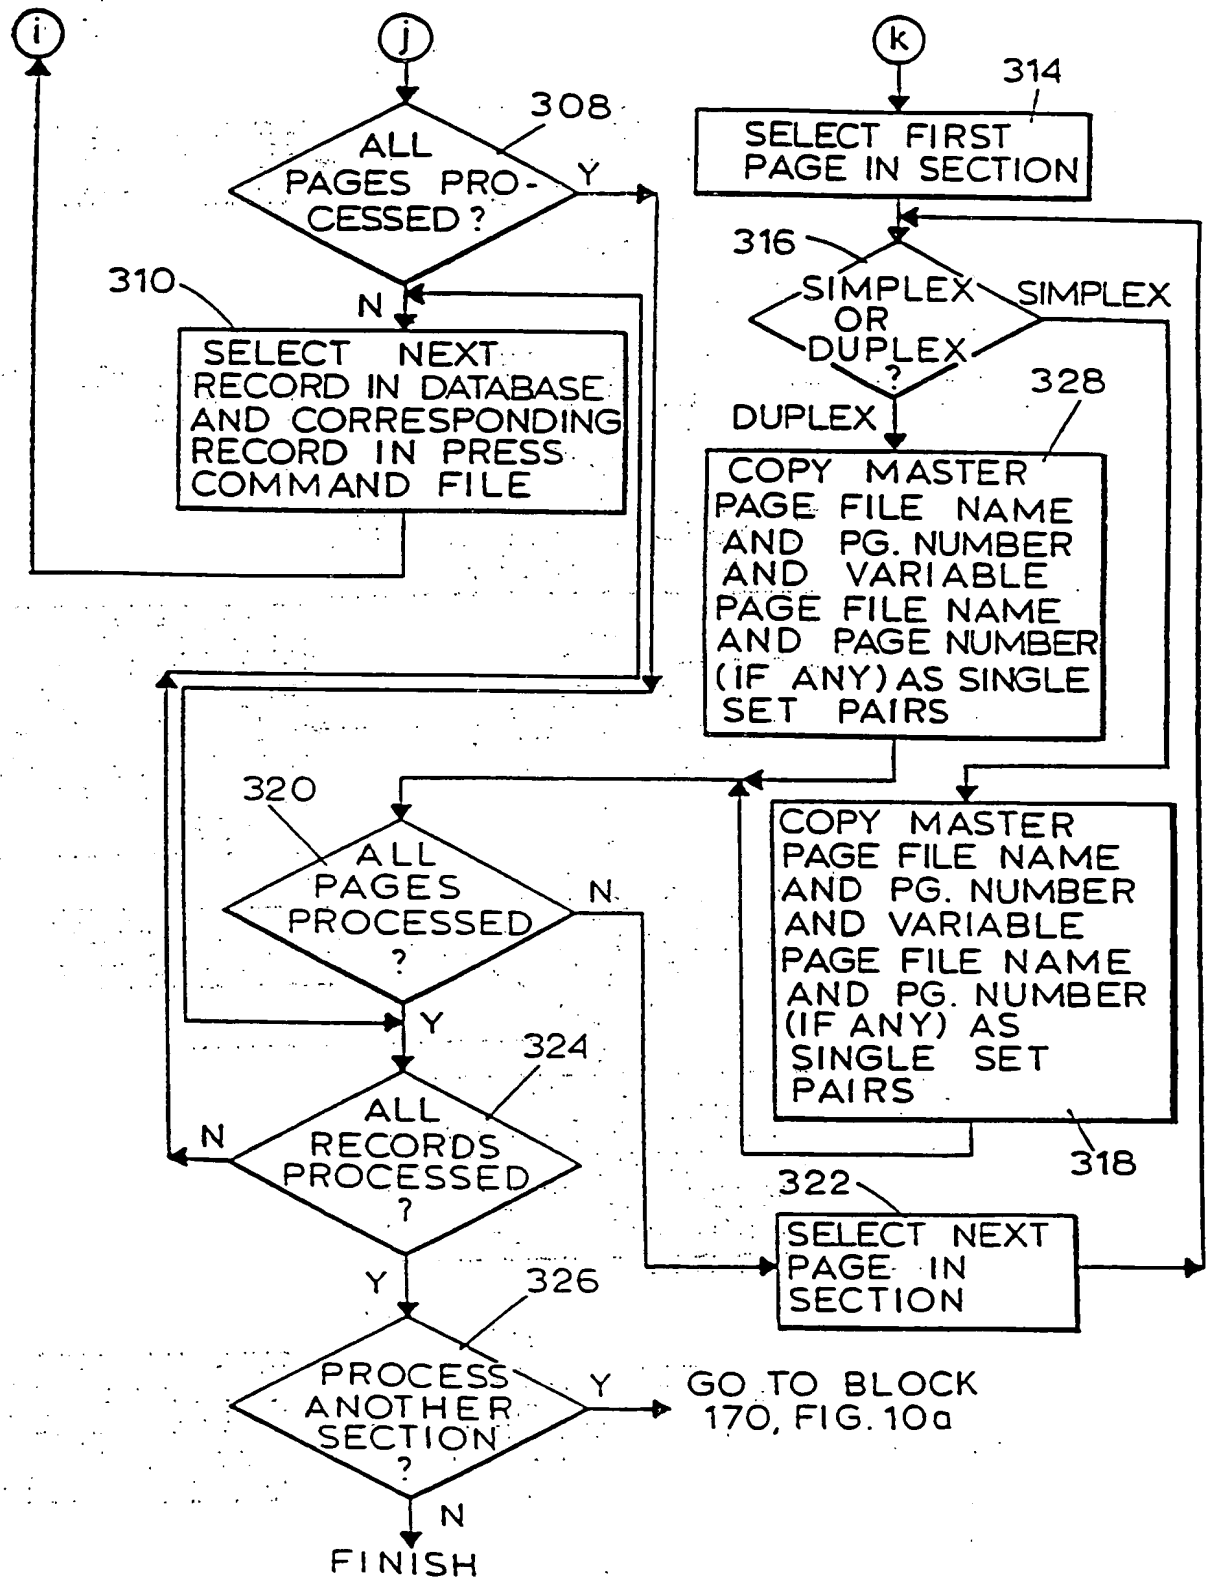 i
j
k
308
ALL
PAGES PRO-
CESSED?
Y
N
310
SELECT NEXT
RECORD IN DATABASE
AND CORRESPONDING
RECORD IN PRESS
COMMAND FILE
314
SELECT FIRST
PAGE IN SECTION
316
SIMPLEX
OR
DUPLEX
?
SIMPLEX
DUPLEX
328
COPY MASTER
PAGE FILE NAME
AND PG. NUMBER
AND VARIABLE
PAGE FILE NAME
AND PAGE NUMBER
(IF ANY) AS SINGLE
SET PAIRS
320
ALL
PAGES
PROCESSED
?
N
Y
COPY MASTER
PAGE FILE NAME
AND PG. NUMBER
AND VARIABLE
PAGE FILE NAME
AND PG. NUMBER
(IF ANY) AS
SINGLE SET
PAIRS
318
324
ALL
RECORDS
PROCESSED
?
N
Y
322
SELECT NEXT
PAGE IN
SECTION
326
PROCESS
ANOTHER
SECTION
?
Y
GO TO BLOCK
170, FIG. 10a
N
FINISH